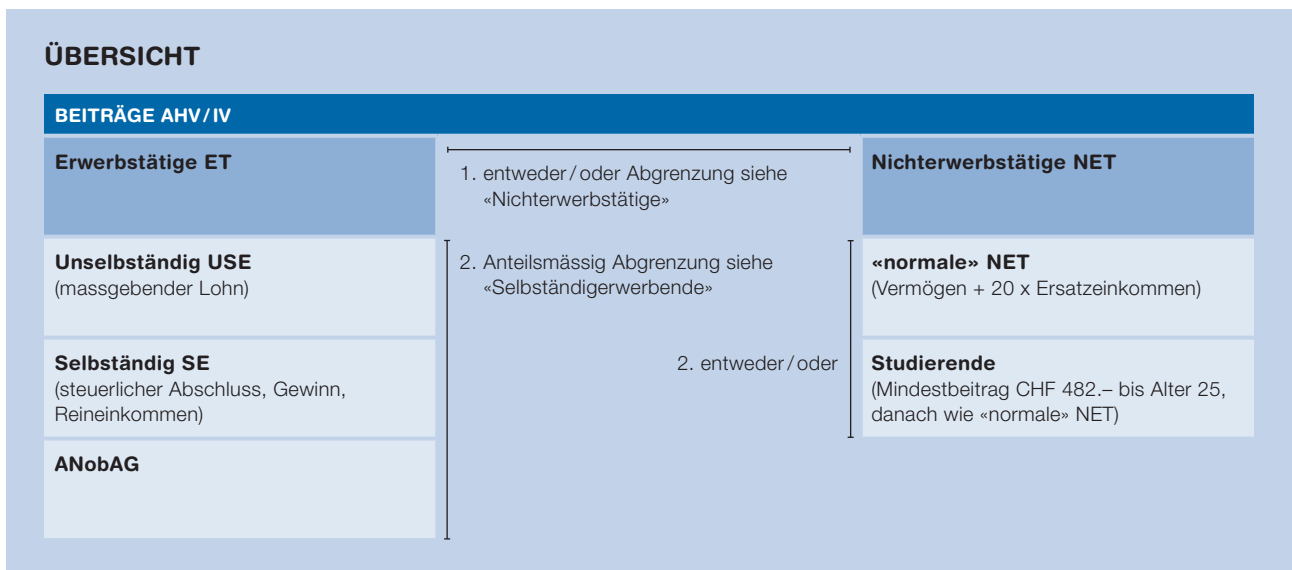 ÜBERSICHT
BEITRÄGE AHV/IV
Erwerbstätige ET
1. entweder/oder Abgrenzung siehe
«Nichterwerbstätige»
Nichterwerbstätige NET
Unselbständig USE
(massgebender Lohn)
2. Anteilsmässig Abgrenzung siehe
«Selbständigerwerbende»
«normale» NET
(Vermögen + 20 x Ersatzeinkommen)
Selbständig SE
(steuerlicher Abschluss, Gewinn,
Reineinkommen)
2. entweder/oder
Studierende
(Mindestbeitrag CHF 482.– bis Alter 25,
danach wie «normale» NET)
ANobAG